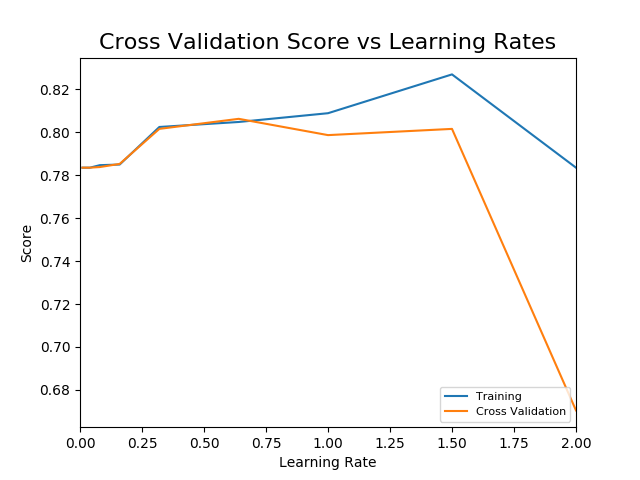 Cross Validation Score vs Learning Rates
0.82
0.80
0.78
0.76
0.74
0.72
0.70
0.68
Score
Training
Cross Validation
0.00 0.25 0.50 0.75 1.00 1.25 1.50 1.75 2.00
Learning Rate